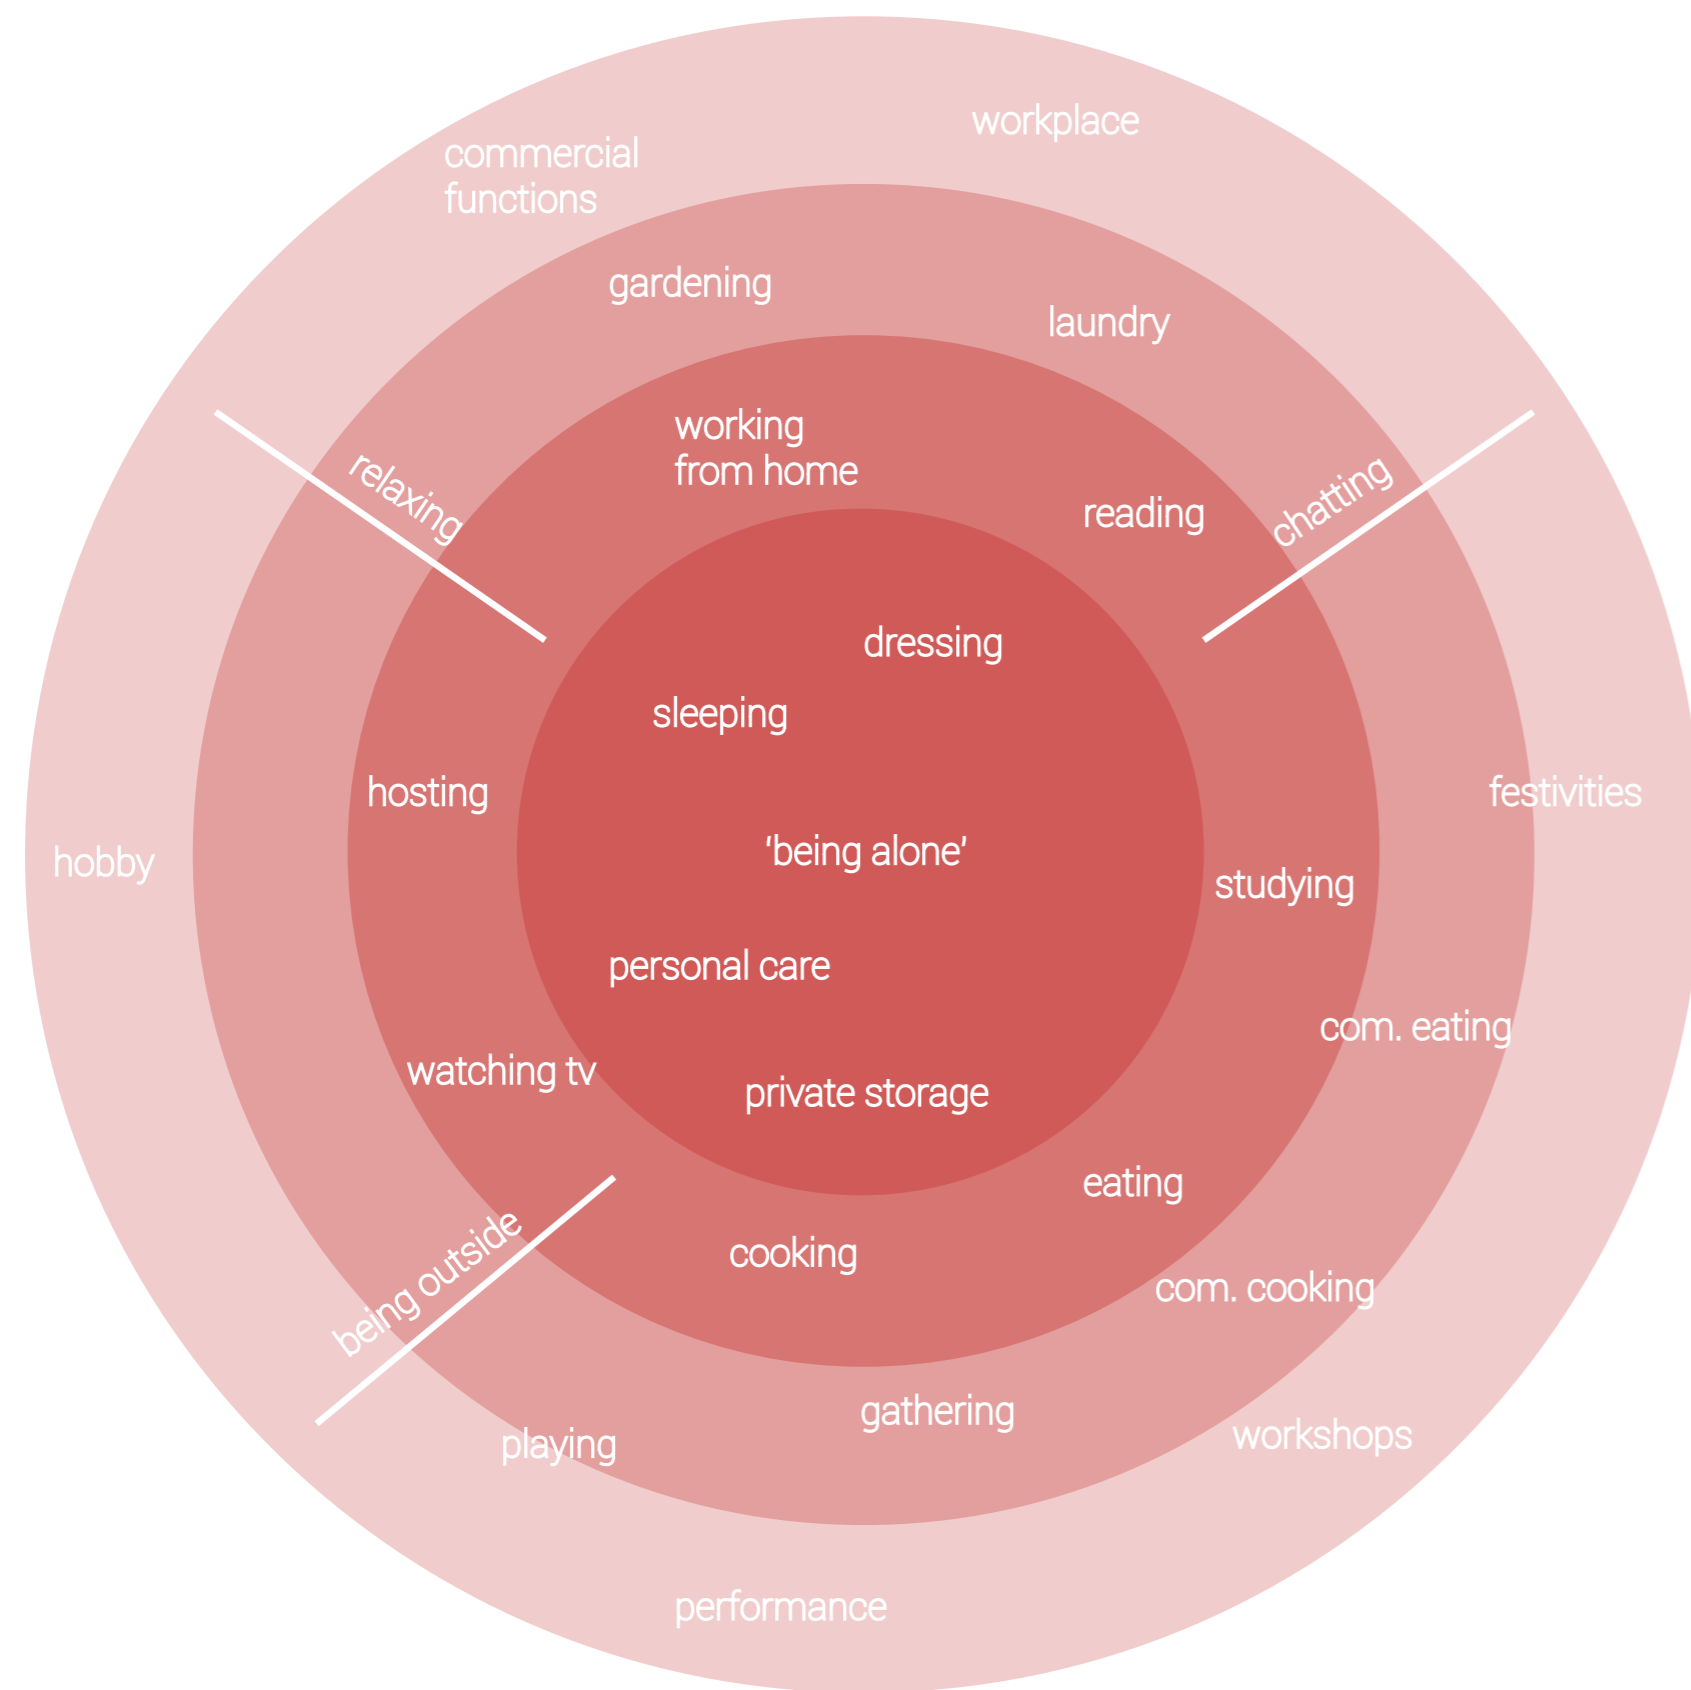 workplace
commercial
functions
gardening
laundry
working
from home
relaxing
chatting
reading
dressing
sleeping
hosting
festivities
'being alone'
hobby
studying
personal care
com. eating
watching tv
private storage
eating
cooking
being outside
com. cooking
gathering
playing
workshops
performance